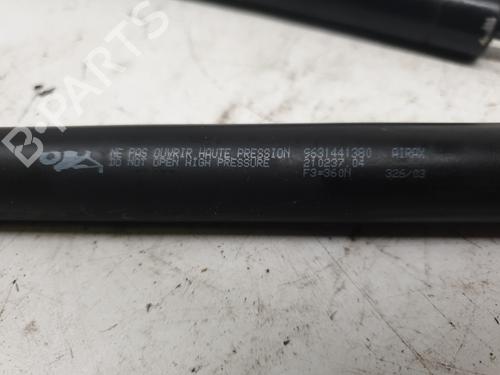 NE PAS OUVRIR HAUTE PRESSION 9631441380 AIRAX
DO NOT OPEN HIGH PRESSURE 210237.04
F3=360N 326/03
B-Parts